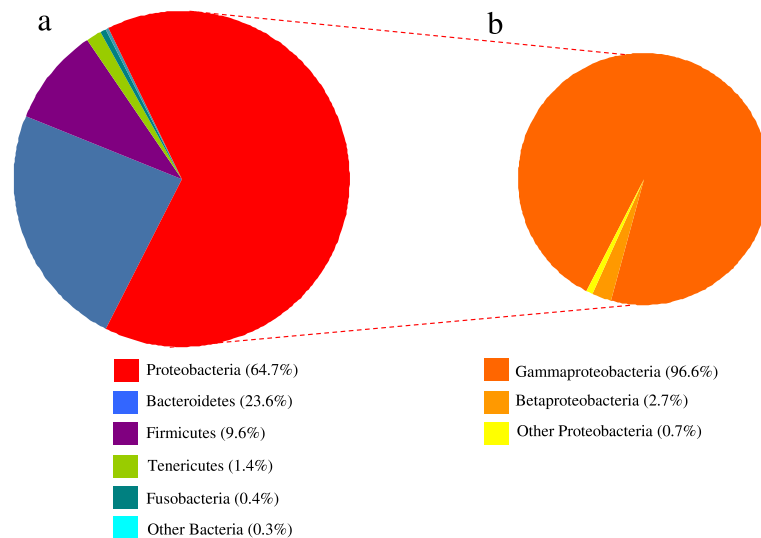 a
b
Proteobacteria (64.7%)
Bacteroidetes (23.6%)
Firmicutes (9.6%)
Tenericutes (1.4%)
Fusobacteria (0.4%)
Other Bacteria (0.3%)
Gammaproteobacteria (96.6%)
Betaproteobacteria (2.7%)
Other Proteobacteria (0.7%)